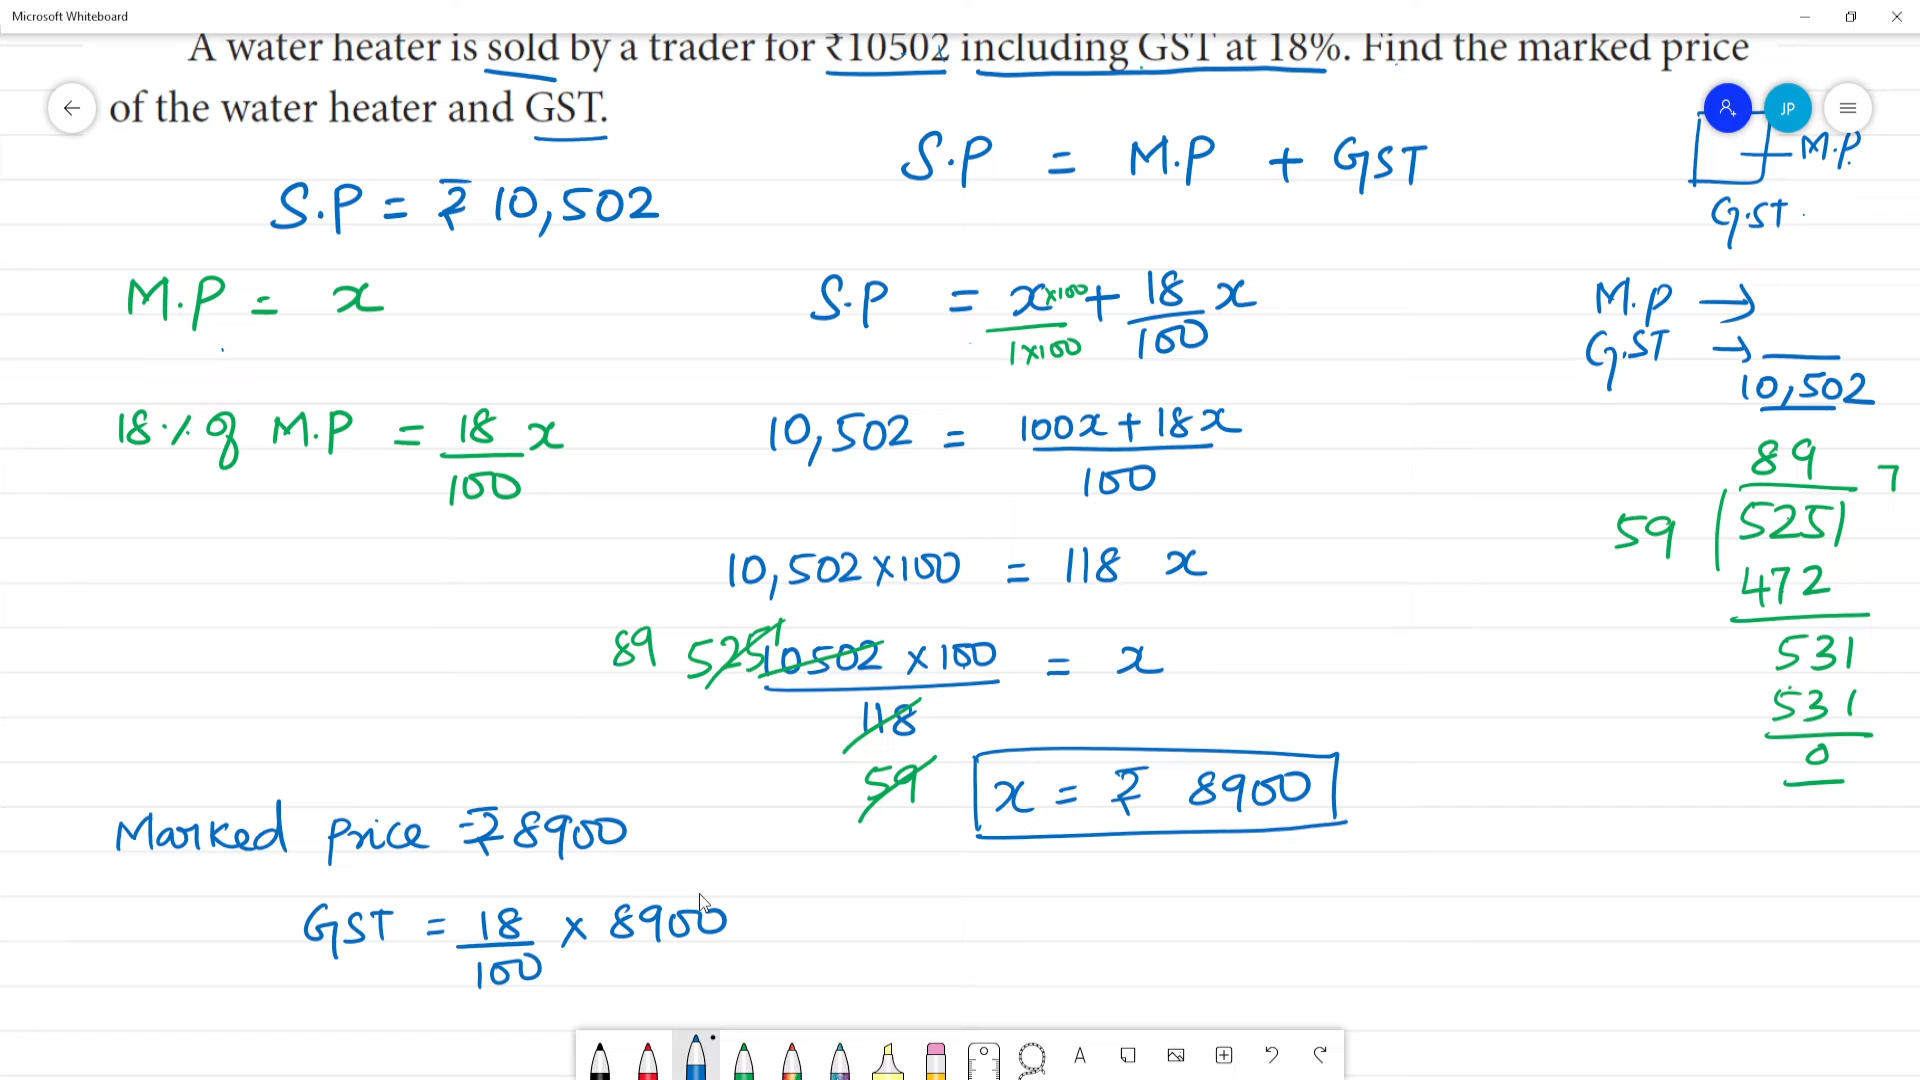 Microsoft Whiteboard
A water heater is sold by a trader for ₹10502 including GST at 18%. Find the marked price
of the water heater and GST.
JP
S.P = M.P + GST
M.P
G.ST
S.P = ₹ 10,502
M.P = x
S.P = x×100/1×100 + 18/100 x
M.P →
G.ST →
10,502
18 % of M.P = 18/100 x
10,502 = 100x + 18x / 100
89
7
59 ) 5251
472
531
531
0
10,502 × 100 = 118 x
89 5251 10502 × 100 / 118 = x
59
x = ₹ 8900
Marked price = ₹ 8900
GST = 18/100 × 8900
A